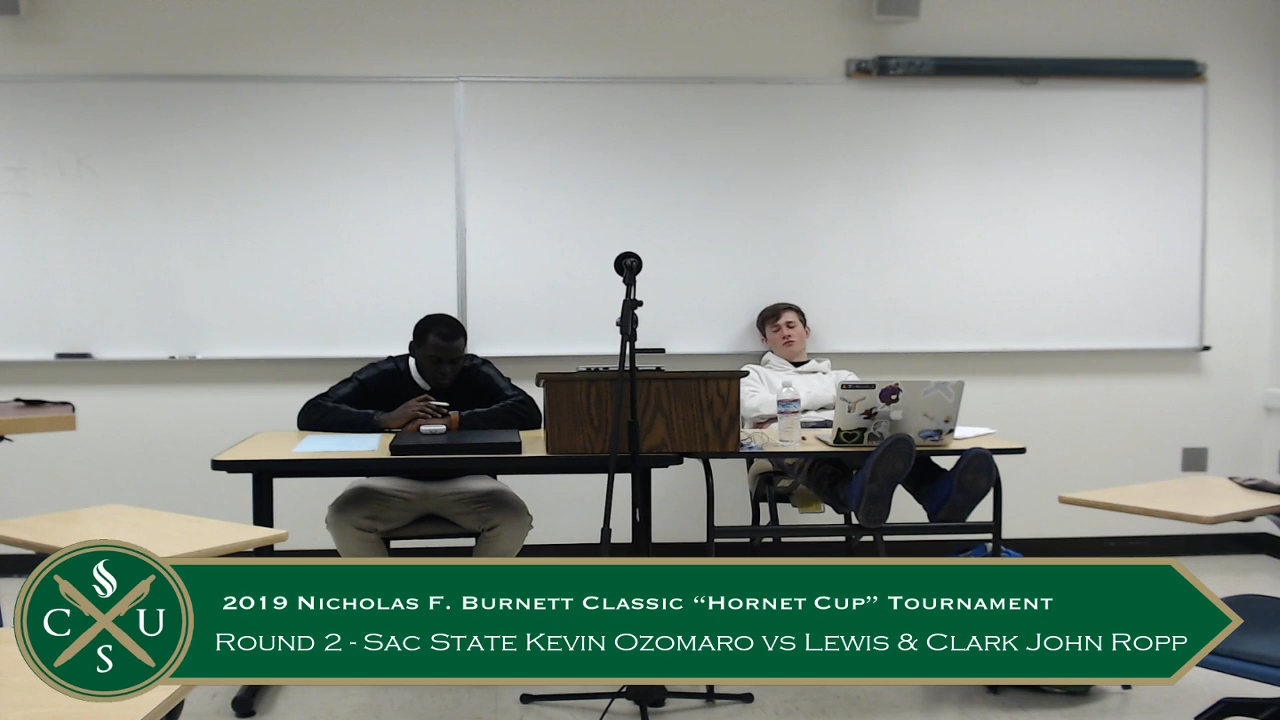 2019 Nicholas F. Burnett Classic “Hornet Cup” Tournament
Round 2 - Sac State Kevin Ozomaro vs Lewis & Clark John Ropp
S
C U
S